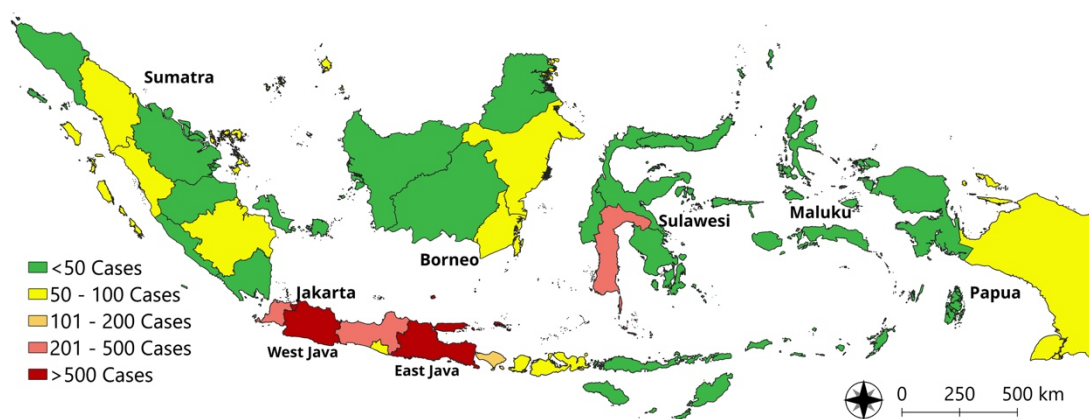 Sumatra
Sulawesi
Maluku
Borneo
<50 Cases
50 - 100 Cases
101 - 200 Cases
201 - 500 Cases
>500 Cases
Jakarta
Papua
West Java
East Java
0 250 500 km